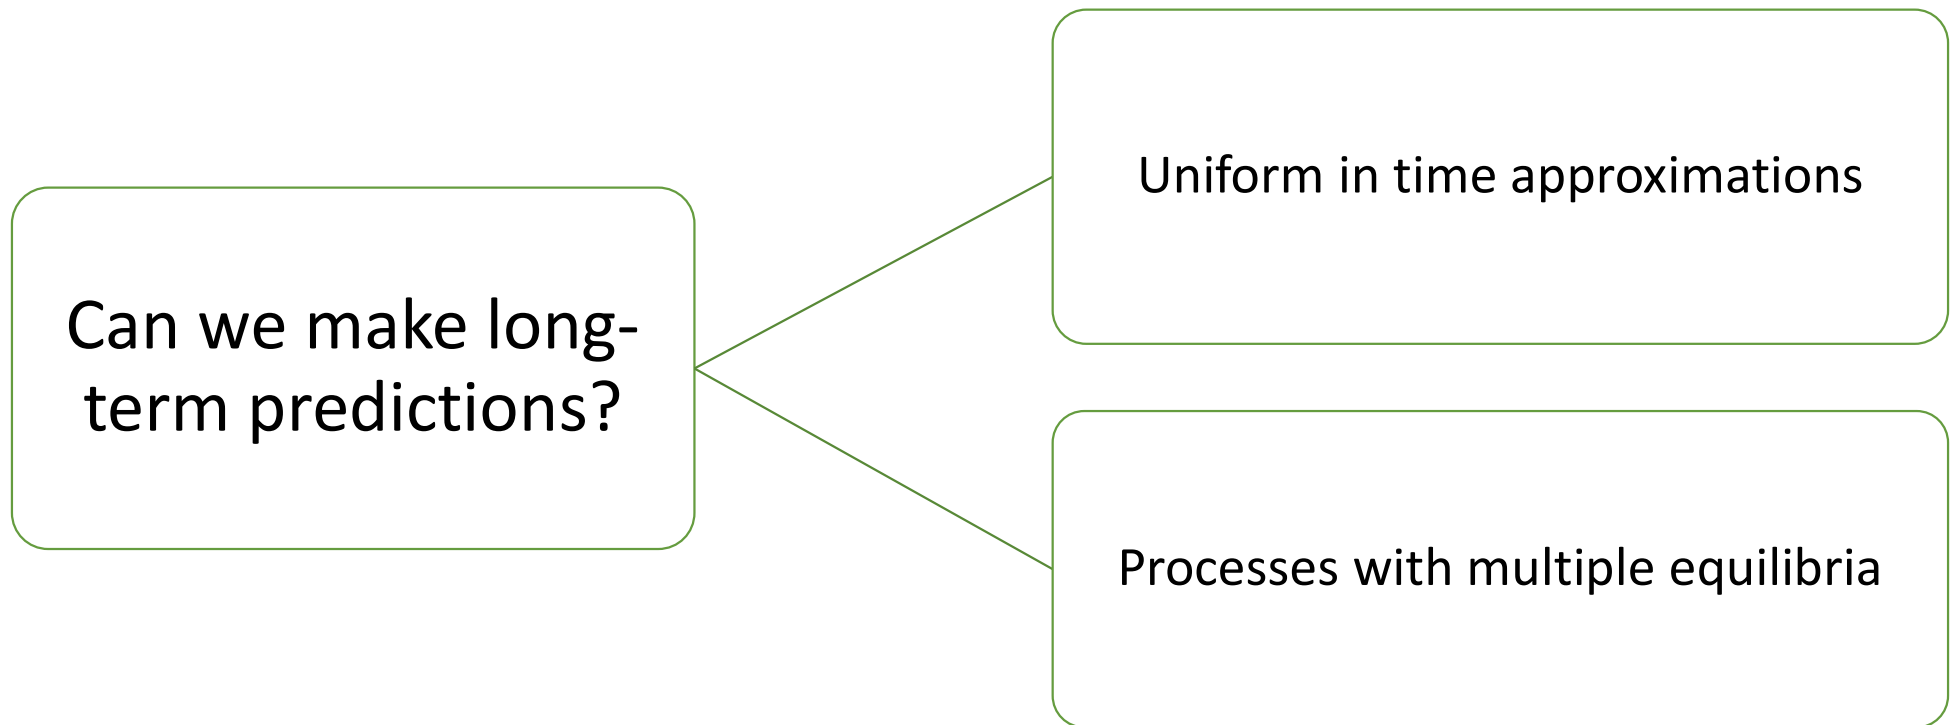 Can we make long-
term predictions?
Uniform in time approximations
Processes with multiple equilibria